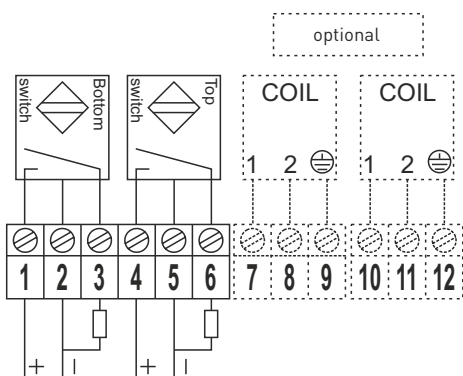 optional
Bottom
switch
Top
switch
COIL
1 2
COIL
1 2
1 2 3 4 5 6 7 8 9 10 11 12
+ − + −